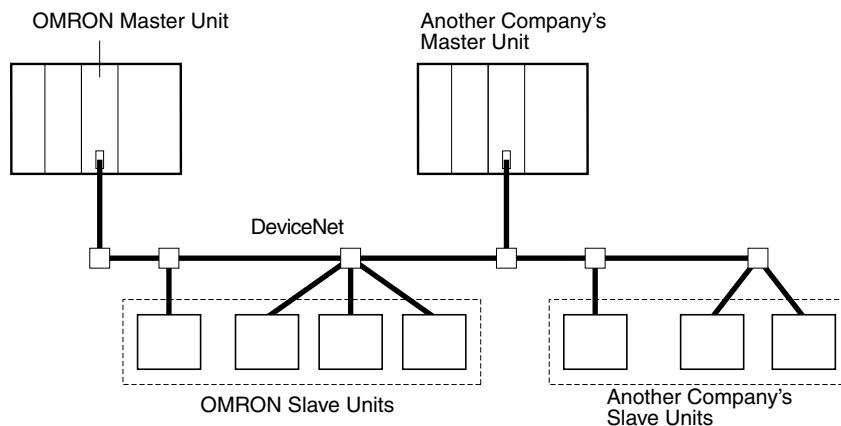 OMRON Master Unit
Another Company's
Master Unit
DeviceNet
OMRON Slave Units
Another Company's
Slave Units